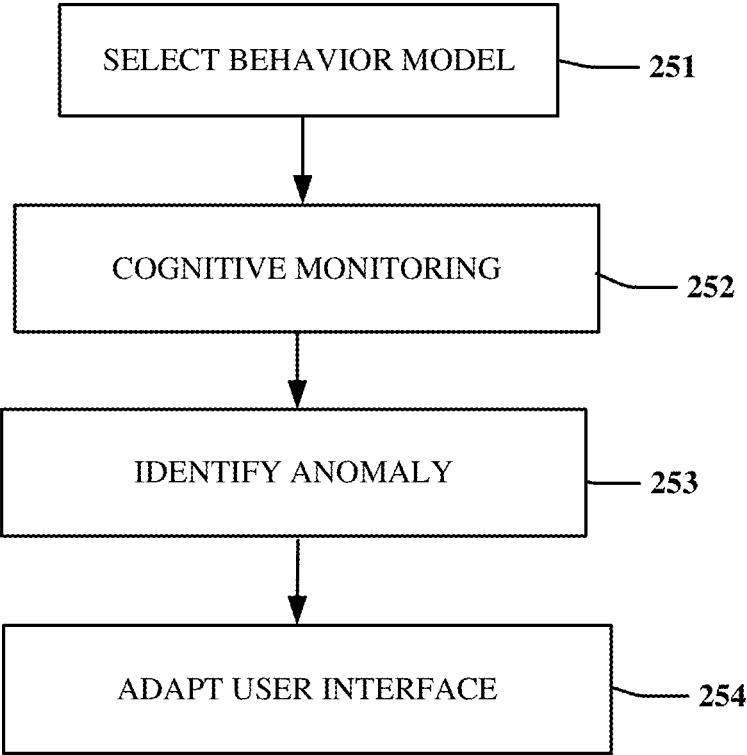 SELECT BEHAVIOR MODEL
251
COGNITIVE MONITORING
252
IDENTIFY ANOMALY
253
ADAPT USER INTERFACE
254